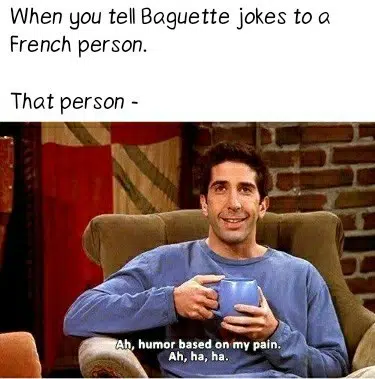 When you tell Baguette jokes to a
French person.
That person -
Ah, humor based on my pain.
Ah, ha, ha.